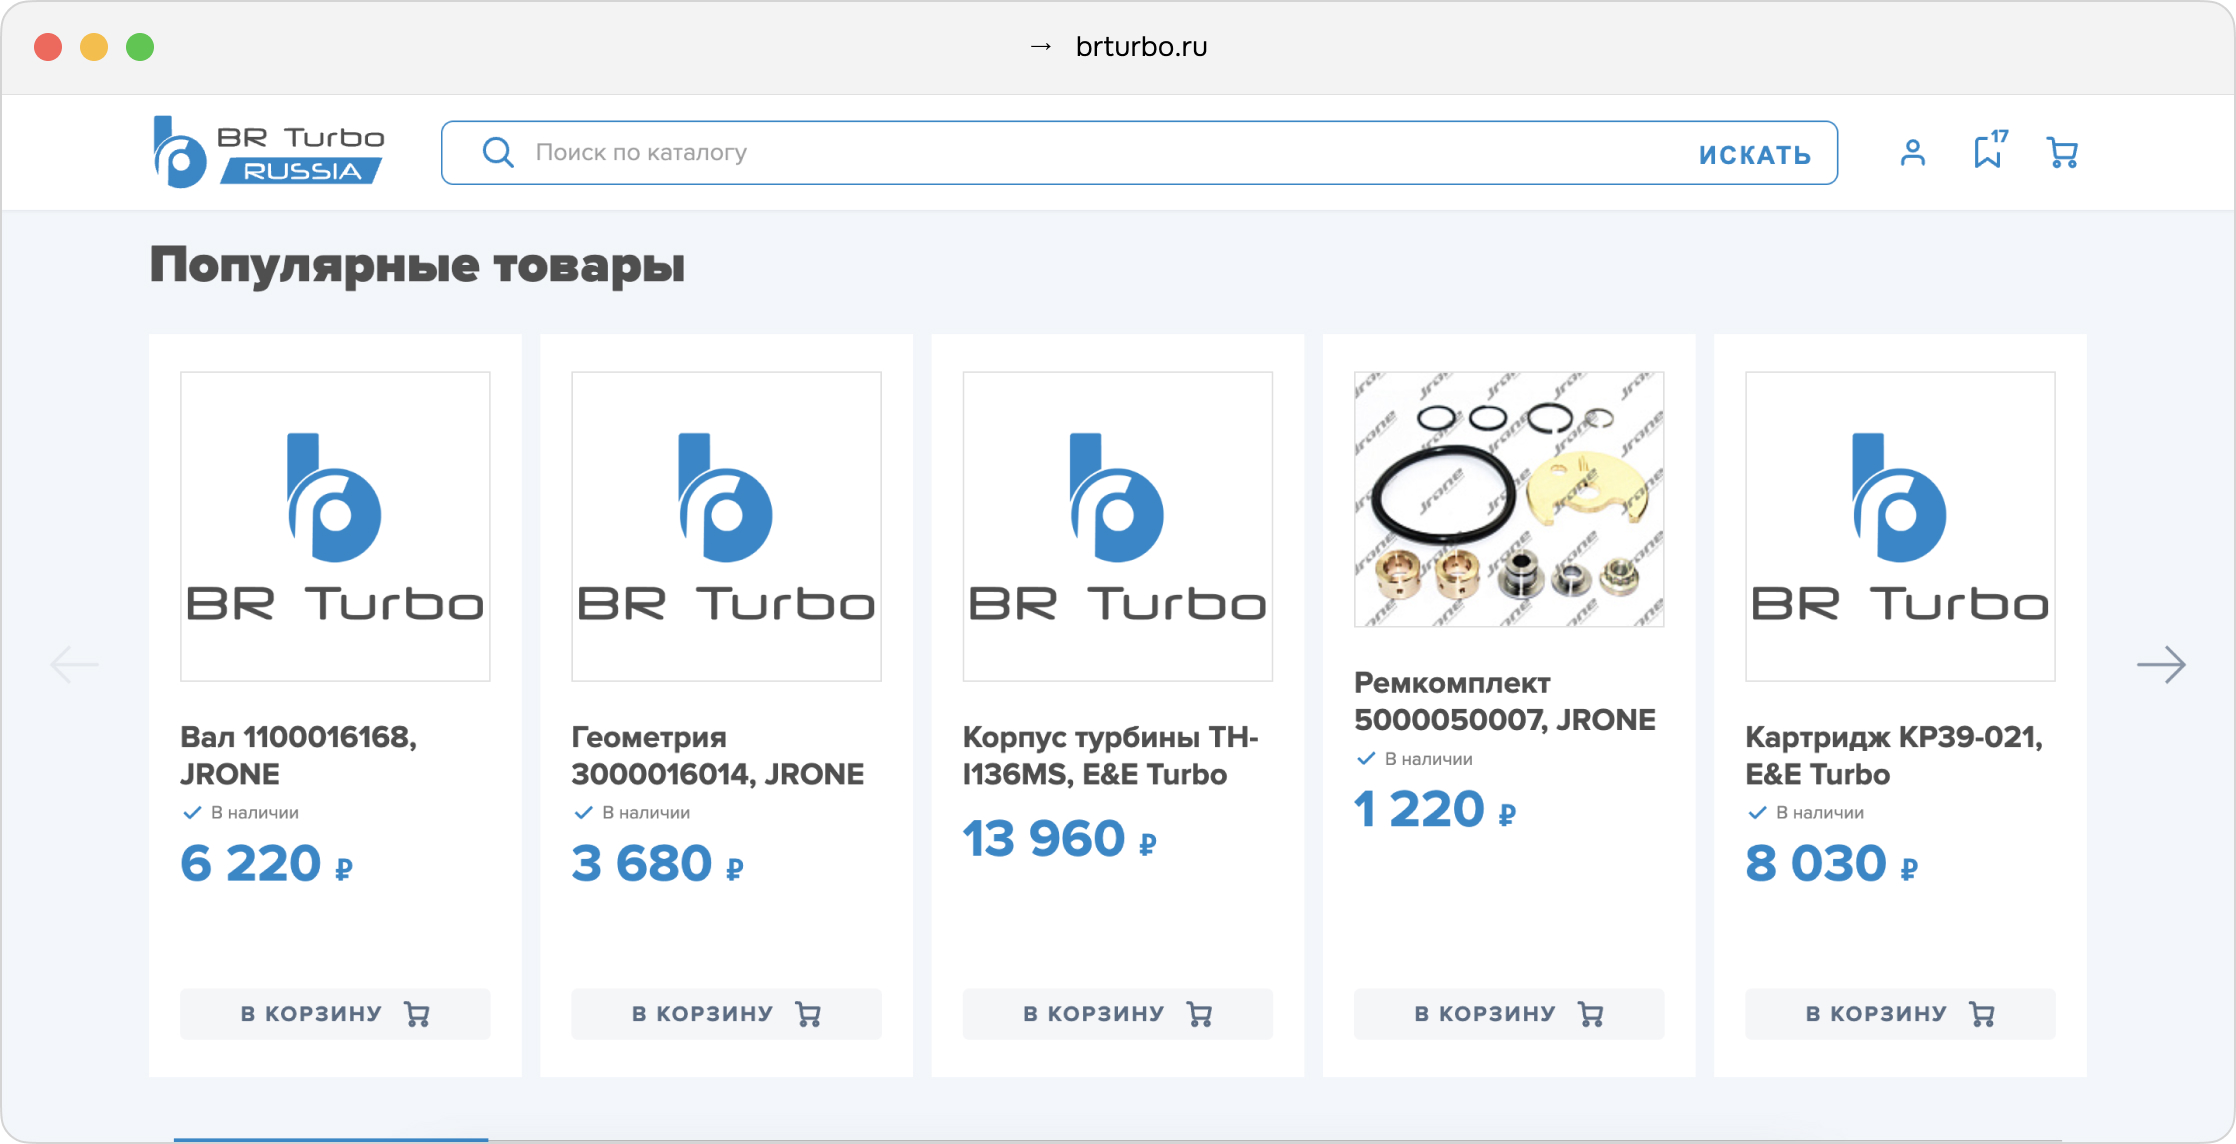 → brturbo.ru
BR Turbo
RUSSIA
Поиск по каталогу
ИСКАТЬ
17
Популярные товары
BR Turbo
Вал 1100016168,
JRONE
В наличии
6 220 ₽
В КОРЗИНУ
BR Turbo
Геометрия
3000016014, JRONE
В наличии
3 680 ₽
В КОРЗИНУ
BR Turbo
Корпус турбины TH-
I136MS, E&E Turbo
13 960 ₽
В КОРЗИНУ
Jrone
Ремкомплект
5000050007, JRONE
В наличии
1 220 ₽
В КОРЗИНУ
BR Turbo
Картридж KP39-021,
E&E Turbo
В наличии
8 030 ₽
В КОРЗИНУ